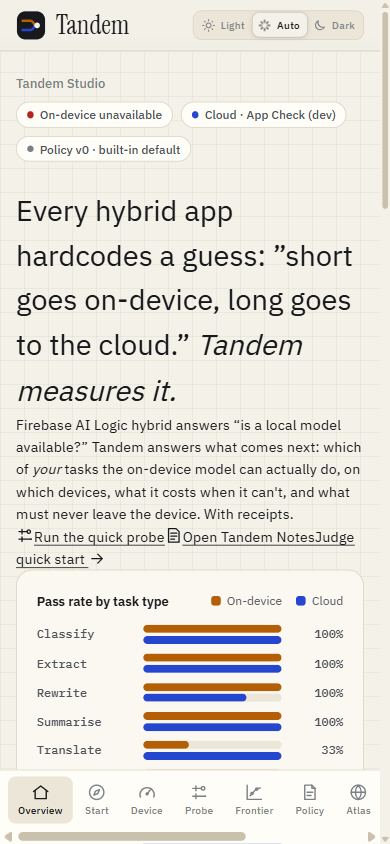 Tandem
Light Auto Dark
Tandem Studio
On-device unavailable Cloud · App Check (dev)
Policy v0 · built-in default
Every hybrid app
hardcodes a guess: ”short
goes on-device, long goes
to the cloud.” Tandem
measures it.
Firebase AI Logic hybrid answers “is a local model
available?” Tandem answers what comes next: which
of your tasks the on-device model can actually do, on
which devices, what it costs when it can't, and what
must never leave the device. With receipts.
Run the quick probe Open Tandem NotesJudge
quick start →
Pass rate by task type On-device Cloud
Classify 100%
Extract 100%
Rewrite 100%
Summarise 100%
Translate 33%
Overview Start Device Probe Frontier Policy Atlas